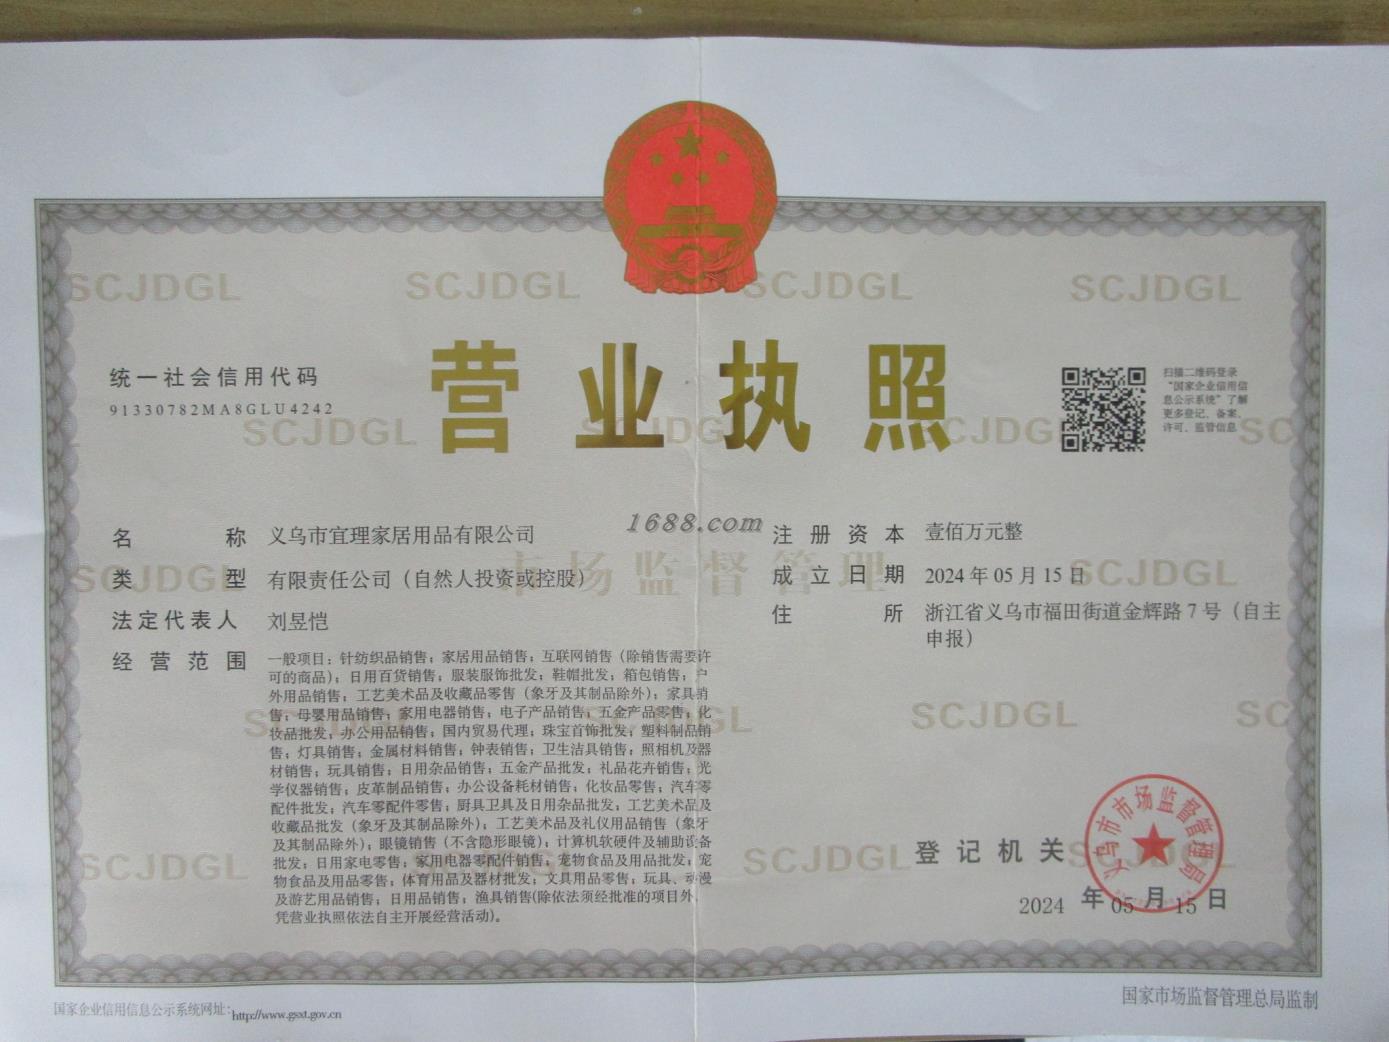 SCJDGL SCJDGL SCJDGL SCJDGL
营业执照
统一社会信用代码
91330782MA8GLU4242
扫描二维码登录
“国家企业信用信
息公示系统”了解
更多登记、备案、
许可、监管信息
SCJDGL SCJDGL SCJDGL SC
1688.com
名称 义乌市宜理家居用品有限公司
类型 有限责任公司（自然人投资或控股）
法定代表人 刘昱恺
经营范围 一般项目：针纺织品销售；家居用品销售；互联网销售（除销售需要许
可的商品）；日用百货销售；服装服饰批发；鞋帽批发；箱包销售；户
外用品销售；工艺美术品及收藏品零售（象牙及其制品除外）；家具销
售；母婴用品销售；家用电器销售；电子产品销售；五金产品零售；化
妆品批发；办公用品销售；国内贸易代理；珠宝首饰批发；塑料制品销
售；灯具销售；金属材料销售；钟表销售；卫生洁具销售；照相机及器
材销售；玩具销售；日用杂品销售；五金产品批发；礼品花卉销售；光
学仪器销售；皮革制品销售；办公设备耗材销售；化妆品零售；汽车零
配件批发；汽车零配件零售；厨具卫具及日用杂品批发；工艺美术品及
收藏品批发（象牙及其制品除外）；工艺美术品及礼仪用品销售（象牙
及其制品除外）；眼镜销售（不含隐形眼镜）；计算机软硬件及辅助设备
批发；日用家电零售；家用电器零配件销售；宠物食品及用品批发；宠
物食品及用品零售；体育用品及器材批发；文具用品零售；玩具、动漫
及游艺用品销售；日用品销售；渔具销售(除依法须经批准的项目外，
凭营业执照依法自主开展经营活动)。
注册资本 壹佰万元整
成立日期 2024年05月15日
住所 浙江省义乌市福田街道金辉路7号（自主
申报）
市场监督管理
SCJDGL SCJDGL
SCJDGL SCJDGL SCJDGL SC
SCJDGL SCJDGL SCJDGL SCJDGL
登记机关
义乌市市场监督管理局
2024年05月15日
国家企业信用信息公示系统网址：http://www.gsxt.gov.cn
国家市场监督管理总局监制